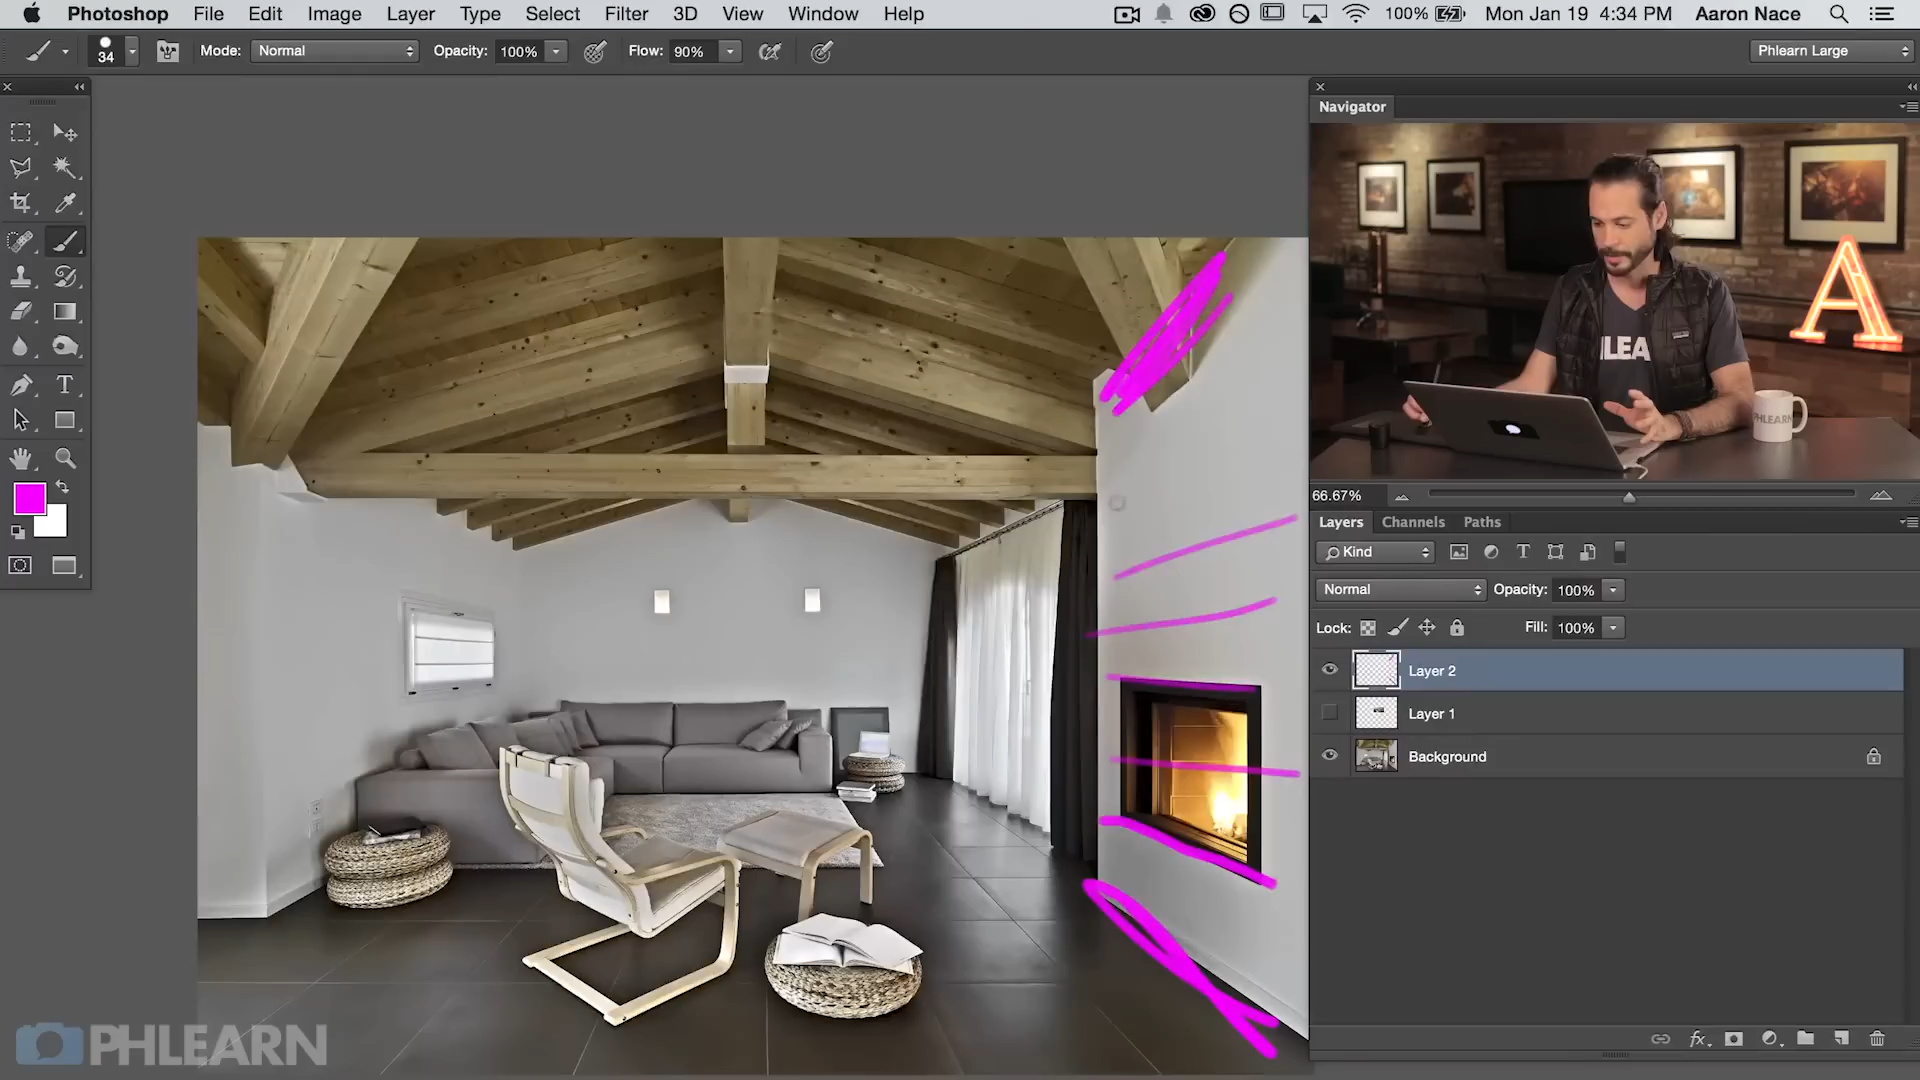 Photoshop File Edit Image Layer Type Select Filter 3D View Window Help 100% Mon Jan 19 4:34 PM Aaron Nace
34 Mode: Normal Opacity: 100% Flow: 90% Phlearn Large
Navigator
A
PHLEARN
66.67%
Layers Channels Paths
Kind
Normal Opacity: 100%
Lock: Fill: 100%
Layer 2
Layer 1
Background
fx
PHLEARN